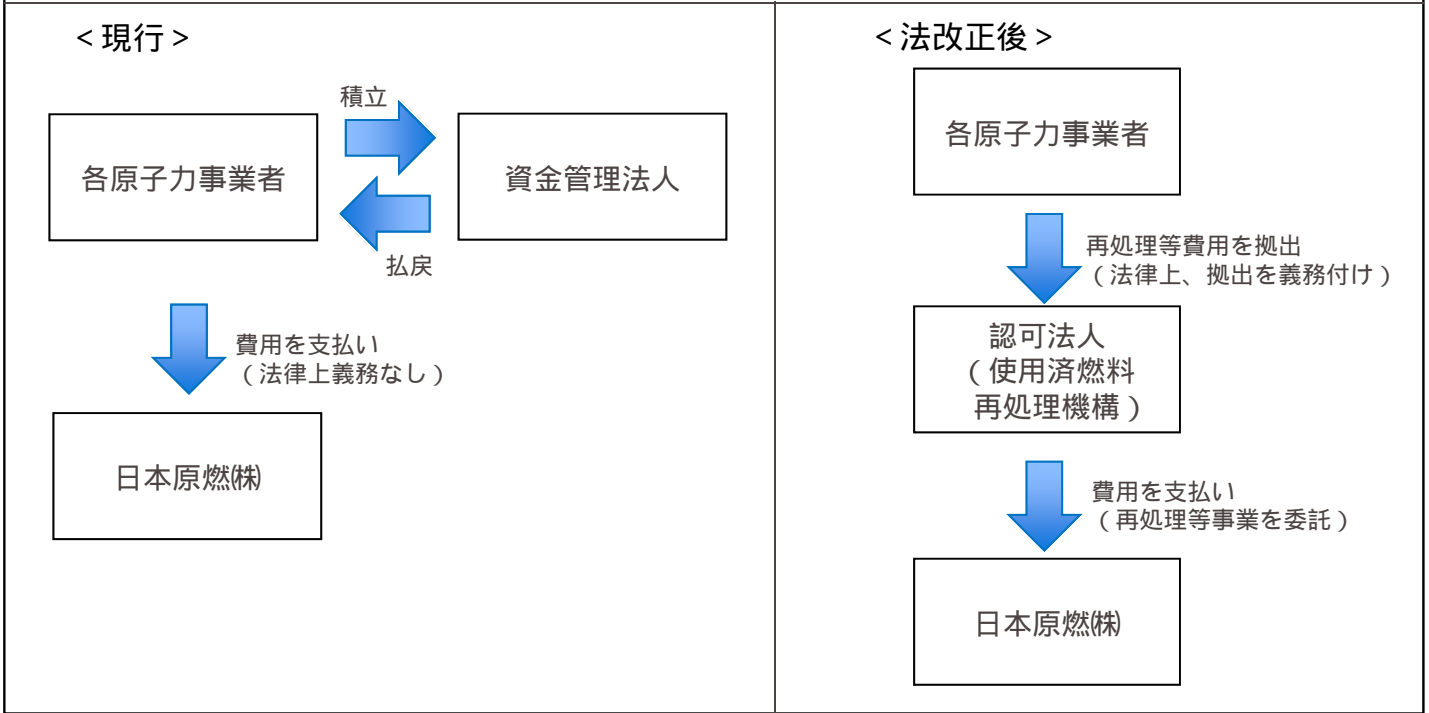 <現行>
積立
各原子力事業者
資金管理法人
払戻
費用を支払い
(法律上義務なし)
日本原燃㈱
<法改正後>
各原子力事業者
再処理等費用を拠出
(法律上、拠出を義務付け)
認可法人
(使用済燃料
再処理機構)
費用を支払い
(再処理等事業を委託)
日本原燃㈱